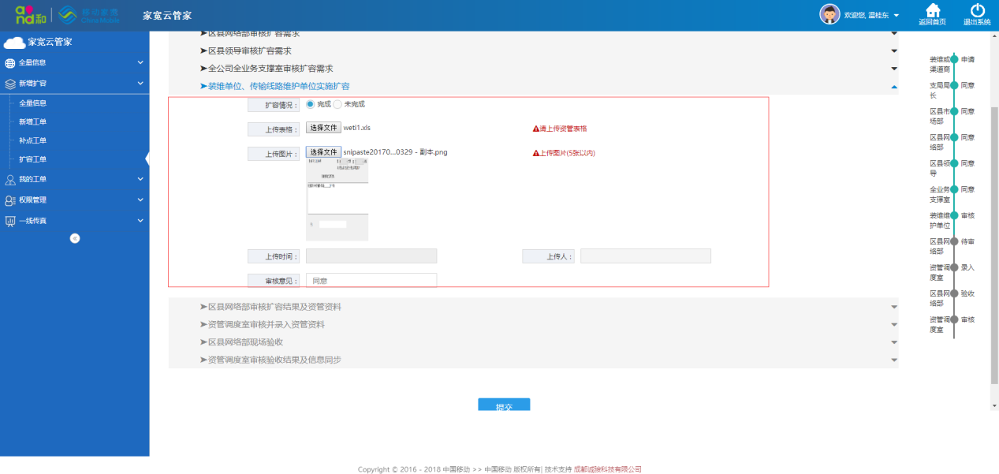 and和 移动家宽 China Mobile 家宽云管家
欢迎您, 温桂东 返回首页 退出系统
家宽云管家
全量信息
新增扩容
全量信息
新增工单
补点工单
扩容工单
我的工单
权限管理
一线传真
区县网络部审核扩容需求
区县领导审核扩容需求
全公司全业务支撑室审核扩容需求
装维单位、传输线路维护单位实施扩容
扩容情况： 完成 未完成
上传表格： 选择文件 weti1.xls 请上传资管表格
上传图片： 选择文件 snipaste20170...0329 - 副本.png 上传图片(5张以内)
上传时间： 上传人：
审核意见： 同意
区县网络部审核扩容结果及资管资料
资管调度室审核并录入资管资料
区县网络部现场验收
资管调度室审核验收结果及信息同步
提交
装维或 申请
渠道商
支局局 同意
长
区县市 同意
场部
区县网 同意
络部
区县领 同意
导
全业务 同意
支撑室
装维维 审核
护单位
区县网 待审
络部
资管调 录入
度室
区县网 验收
络部
资管调 审核
度室
Copyright © 2016 - 2018 中国移动 >> 中国移动 版权所有| 技术支持 成都诚骏科技有限公司